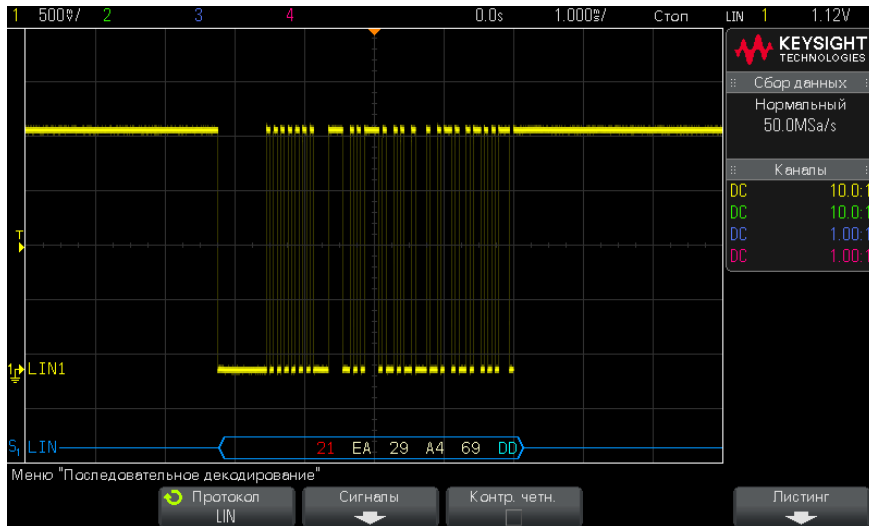 1 500V/ 2 3 4 0.0s 1.000s/ Стоп LIN 1 1.12V
KEYSIGHT
TECHNOLOGIES
Сбор данных
Нормальный
50.0MSa/s
Каналы
DC 10.0:1
DC 10.0:1
DC 1.00:1
DC 1.00:1
T
1 LIN1
S1 LIN 21 EA 29 A4 69 DD
Меню "Последовательное декодирование"
Протокол
LIN
Сигналы
Контр. четн.
Листинг